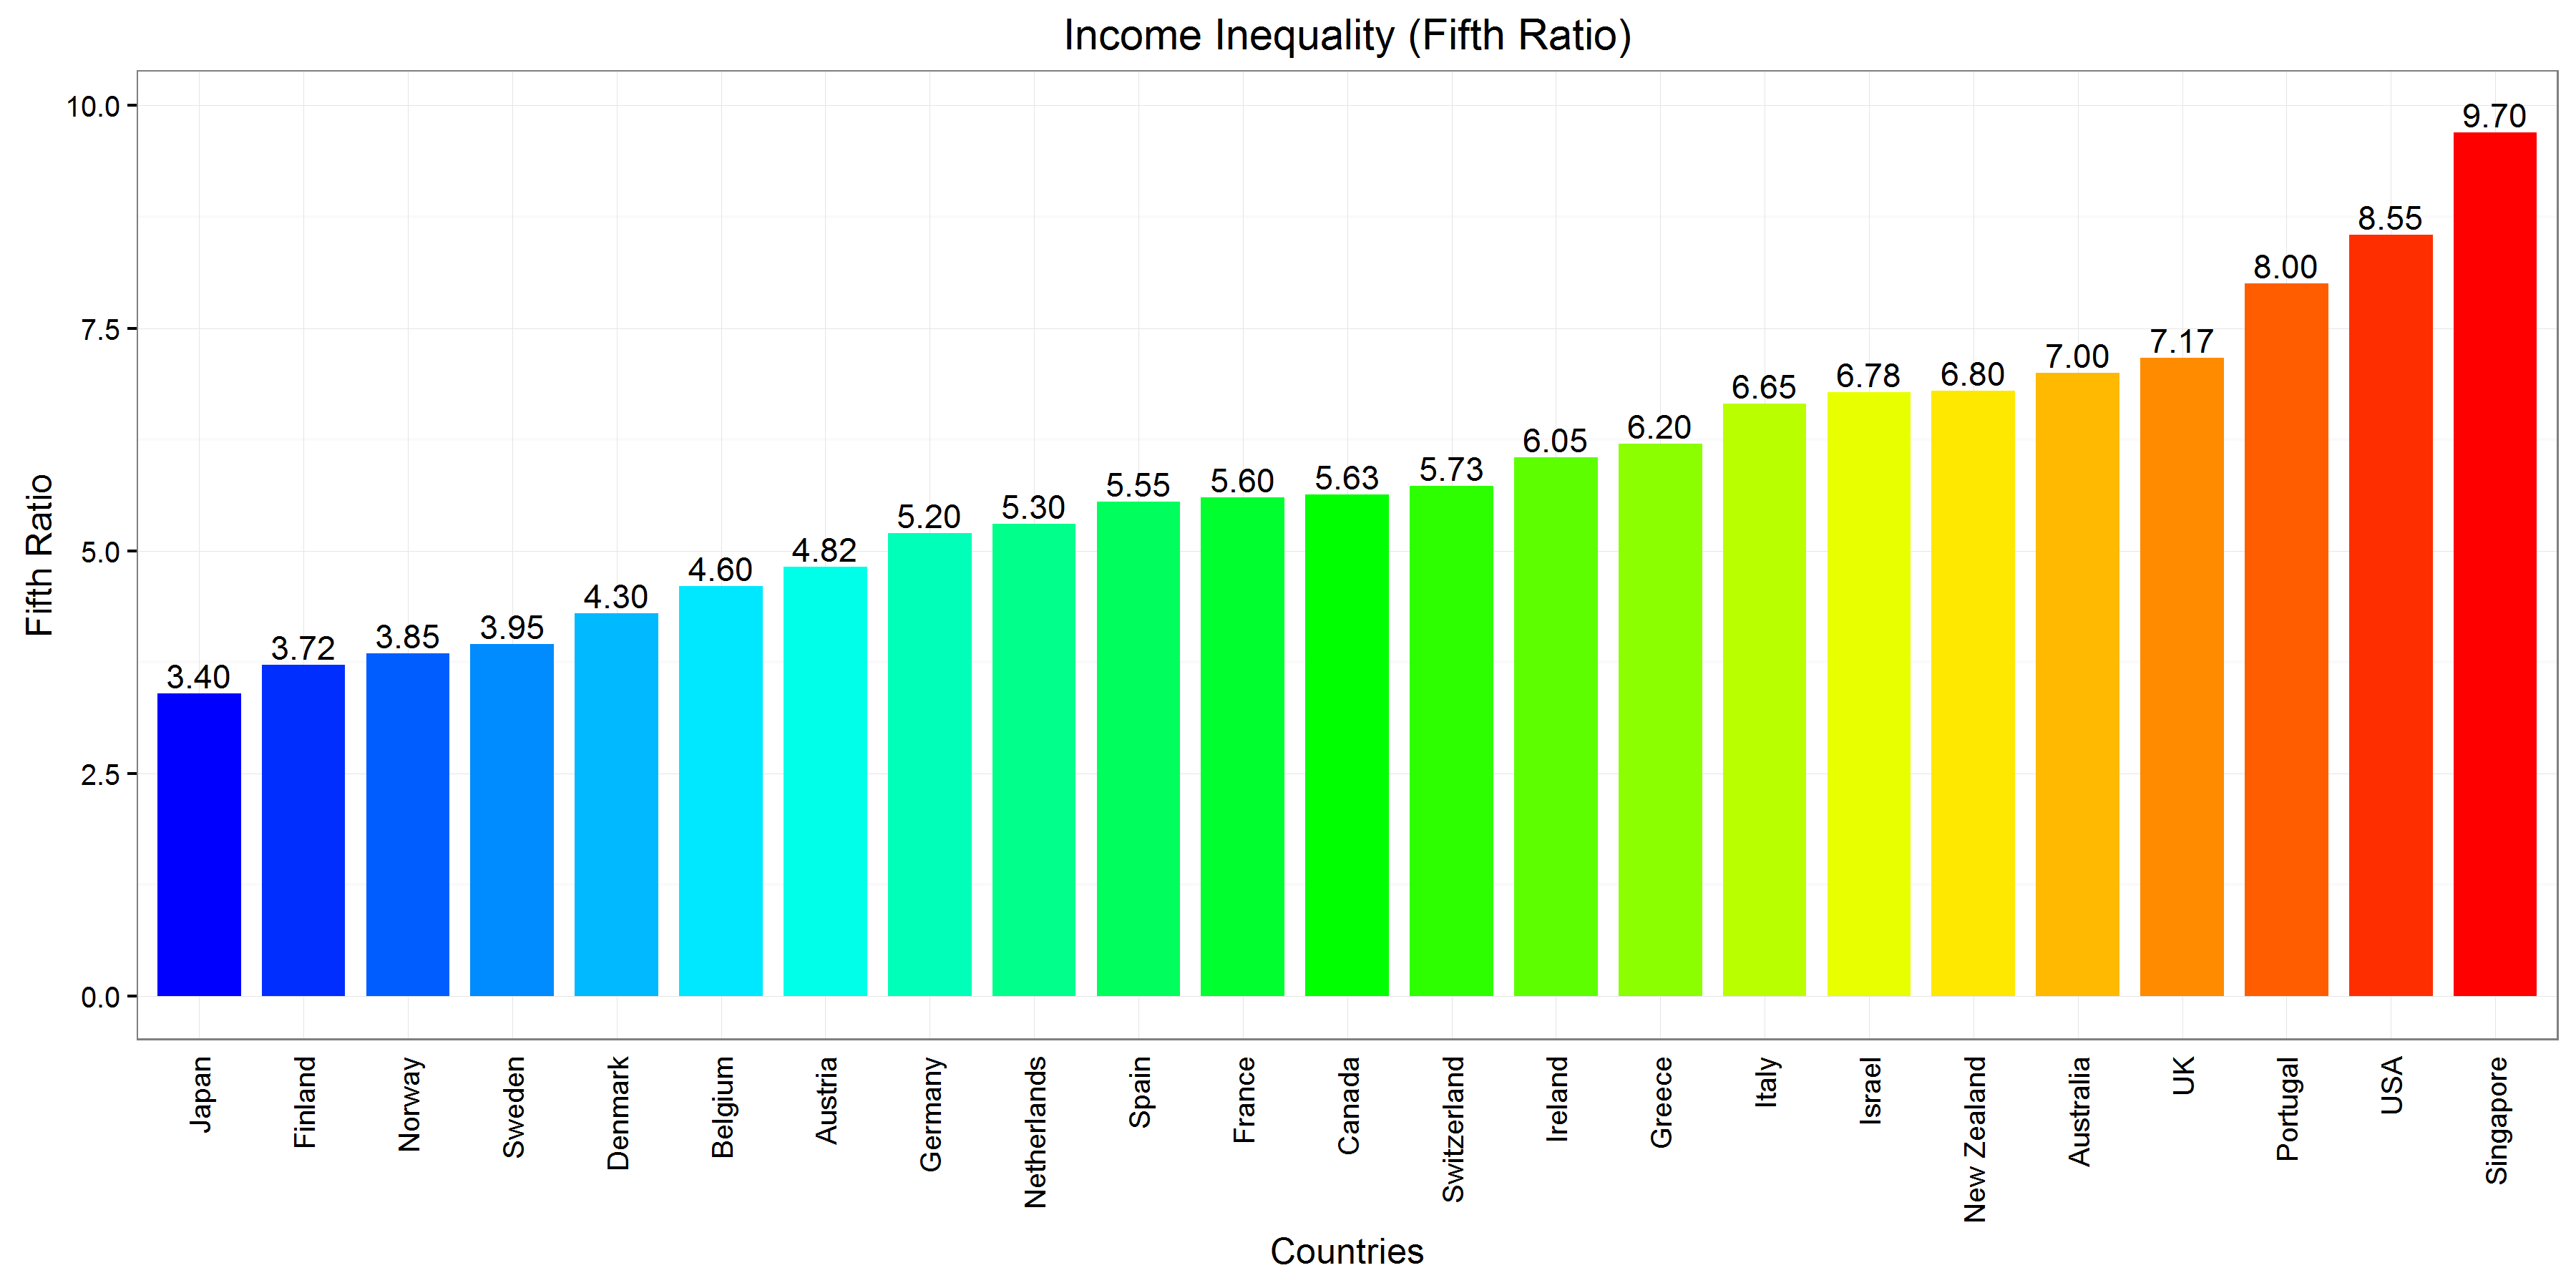 Income Inequality (Fifth Ratio)
Fifth Ratio
10.0
7.5
5.0
2.5
0.0
3.40
3.72
3.85
3.95
4.30
4.60
4.82
5.20
5.30
5.55
5.60
5.63
5.73
6.05
6.20
6.65
6.78
6.80
7.00
7.17
8.00
8.55
9.70
Japan
Finland
Norway
Sweden
Denmark
Belgium
Austria
Germany
Netherlands
Spain
France
Canada
Switzerland
Ireland
Greece
Italy
Israel
New Zealand
Australia
UK
Portugal
USA
Singapore
Countries